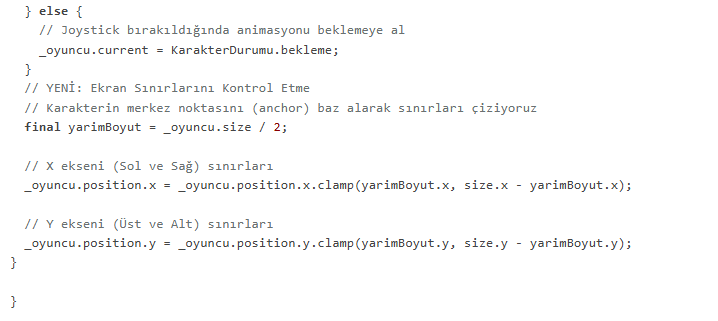 } else {
// Joystick bırakıldığında animasyonu beklemeye al
_oyuncu.current = KarakterDurumu.bekleme;
}
// YENİ: Ekran Sınırlarını Kontrol Etme
// Karakterin merkez noktasını (anchor) baz alarak sınırları çiziyoruz
final yarimBoyut = _oyuncu.size / 2;
// X ekseni (Sol ve Sağ) sınırları
_oyuncu.position.x = _oyuncu.position.x.clamp(yarimBoyut.x, size.x - yarimBoyut.x);
// Y ekseni (Üst ve Alt) sınırları
_oyuncu.position.y = _oyuncu.position.y.clamp(yarimBoyut.y, size.y - yarimBoyut.y);
}
}